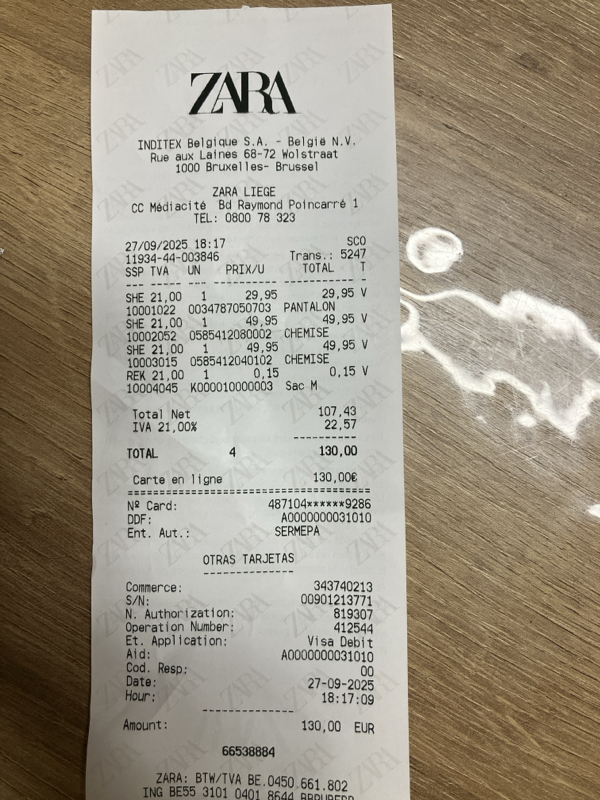 ZARA
INDITEX Belgique S.A. - België N.V.
Rue aux Laines 68-72 Wolstraat
1000 Bruxelles- Brussel
ZARA LIEGE
CC Médiacité Bd Raymond Poincarré 1
TEL: 0800 78 323
27/09/2025 18:17 SCO
11934-44-003846 Trans.: 5247
SSP TVA UN PRIX/U TOTAL T
SHE 21,00 1 29,95 29,95 V
10001022 0034787050703 PANTALON
SHE 21,00 1 49,95 49,95 V
10002052 0585412080002 CHEMISE
SHE 21,00 1 49,95 49,95 V
10003015 0585412040102 CHEMISE
REK 21,00 1 0,15 0,15 V
10004045 K000010000003 Sac M
Total Net 107,43
IVA 21,00% 22,57
TOTAL 4 130,00
Carte en ligne 130,00€
Nº Card: 487104******9286
DDF: A0000000031010
Ent. Aut.: SERMEPA
OTRAS TARJETAS
Commerce: 343740213
S/N: 00901213771
N. Authorization: 819307
Operation Number: 412544
Et. Application: Visa Debit
Aid: A0000000031010
Cod. Resp: 00
Date: 27-09-2025
Hour: 18:17:09
Amount: 130,00 EUR
66538884
ZARA: BTW/TVA BE.0450.661.802
ING BE55 3101 0401 8644